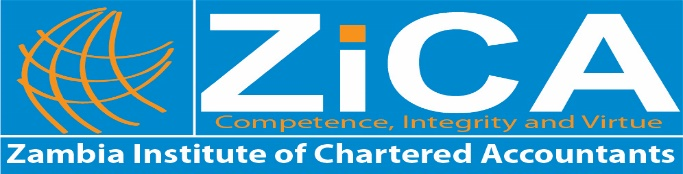 ZiCA
Competence, Integrity and Virtue
Zambia Institute of Chartered Accountants